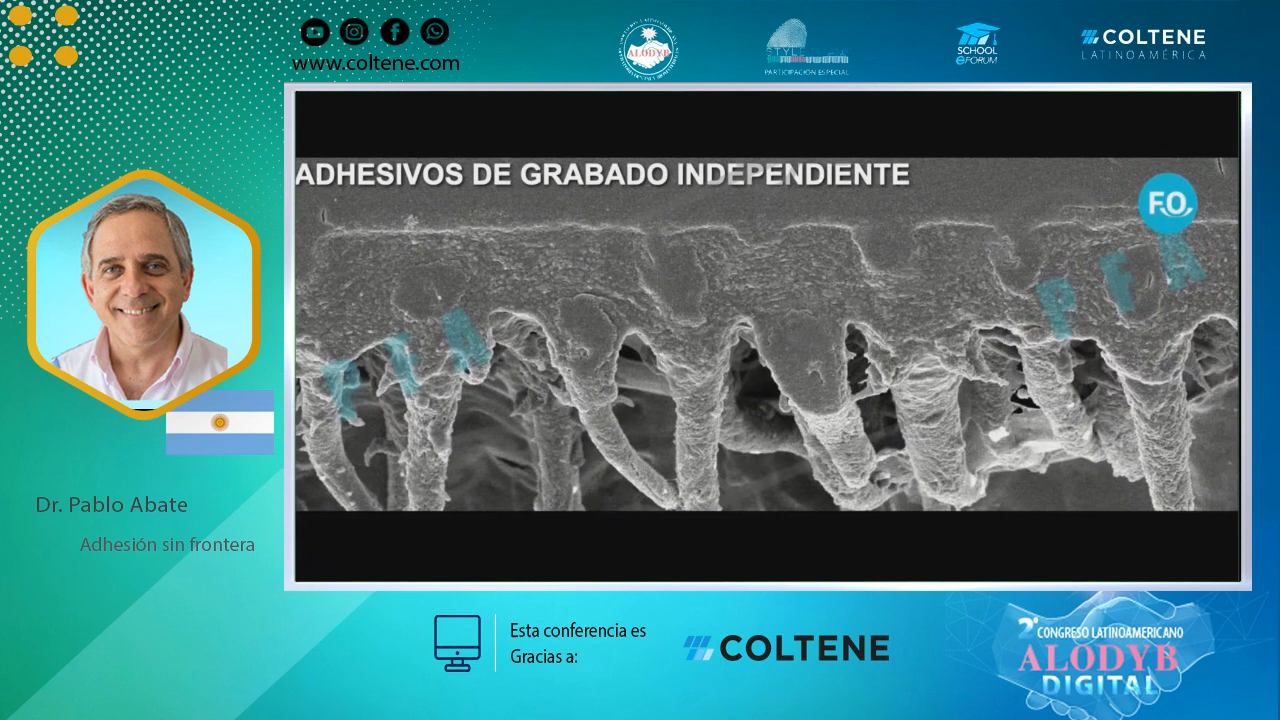 www.coltene.com
ALODYB
PARTICIPACIÓN ESPECIAL
SCHOOL
eFORUM
COLTENE
LATINOAMÉRICA
ADHESIVOS DE GRABADO INDEPENDIENTE
F.O.
F T A
P F A
Dr. Pablo Abate
Adhesión sin frontera
Esta conferencia es
Gracias a:
COLTENE
2° CONGRESO LATINOAMERICANO
ALODYB
DIGITAL